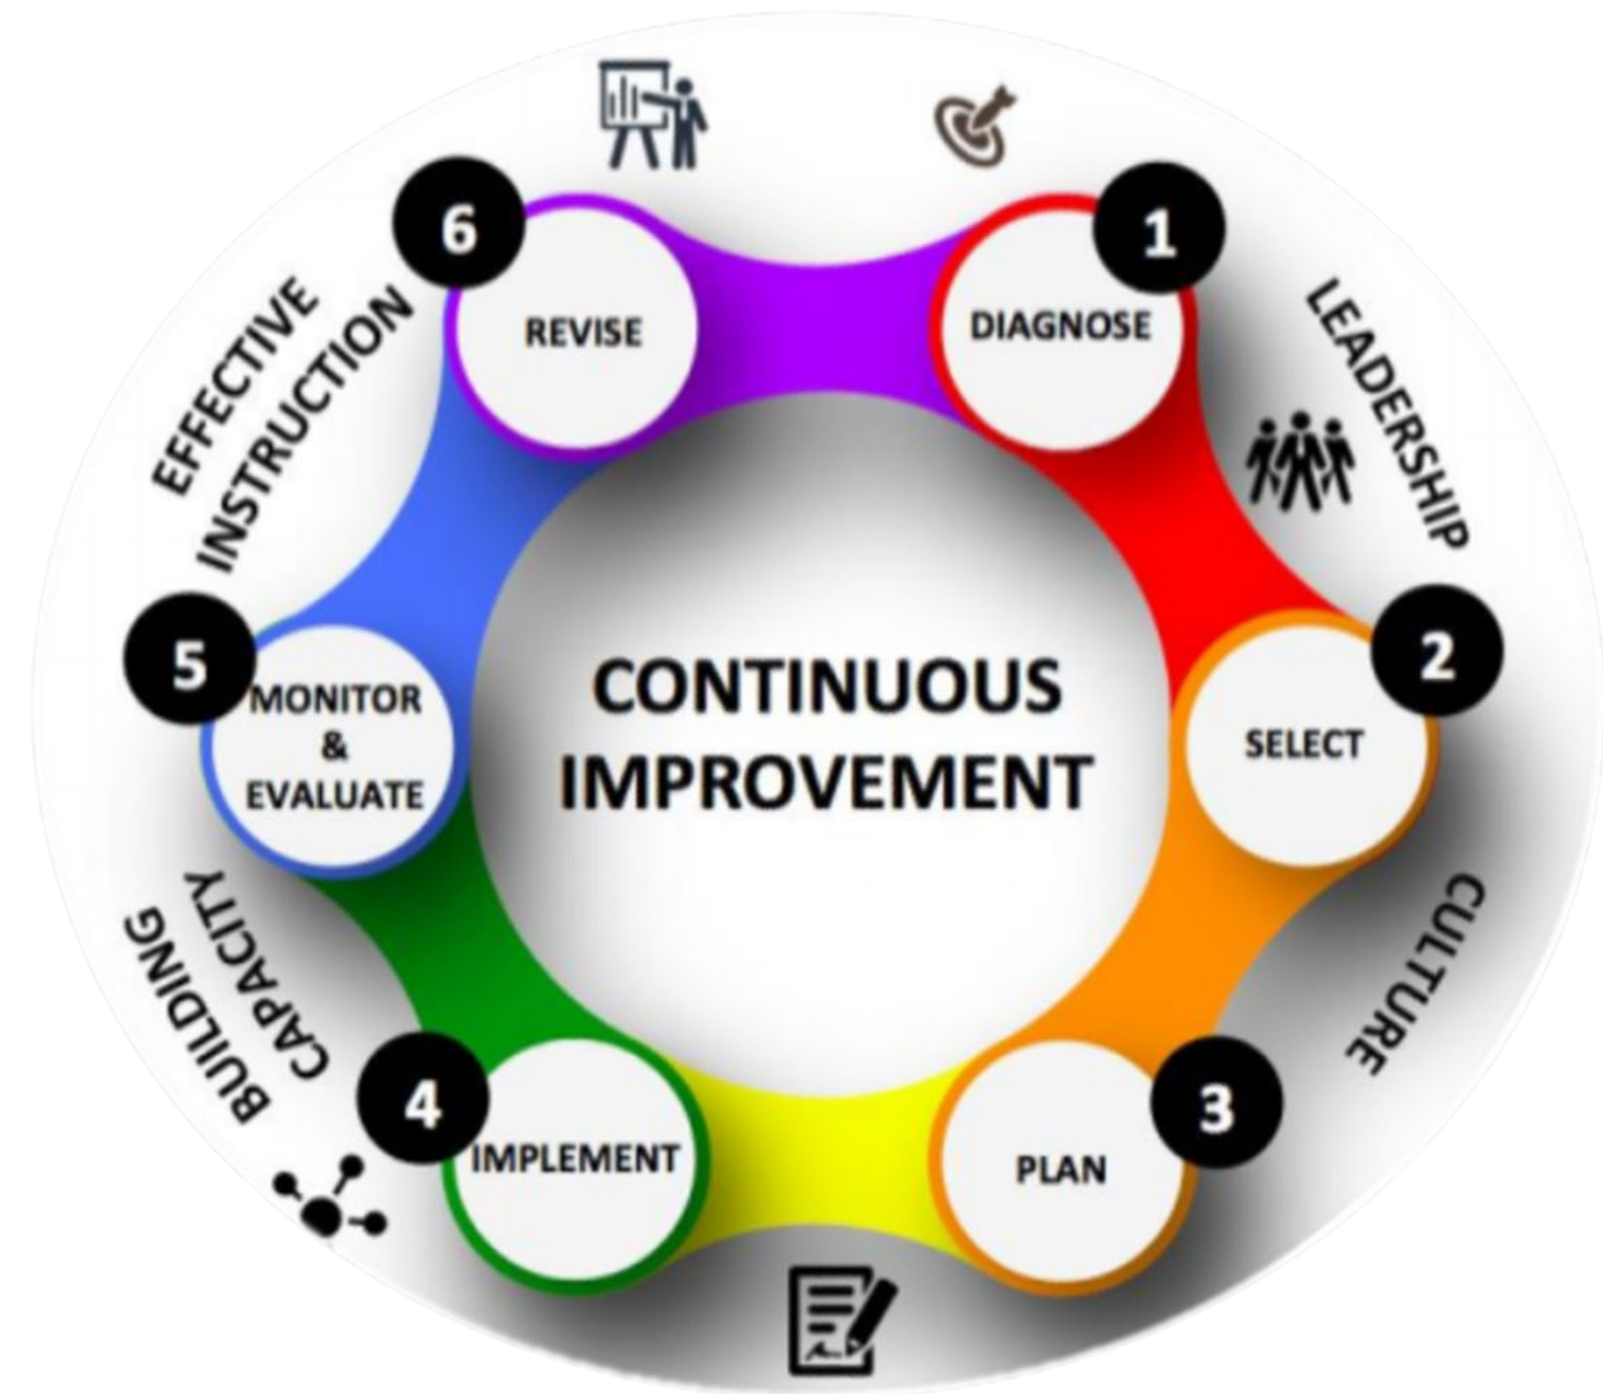 6
REVISE
1
DIAGNOSE
LEADERSHIP
2
SELECT
CULTURE
3
PLAN
4
IMPLEMENT
BUILDING
CAPACITY
5
MONITOR
&
EVALUATE
EFFECTIVE
INSTRUCTION
CONTINUOUS
IMPROVEMENT